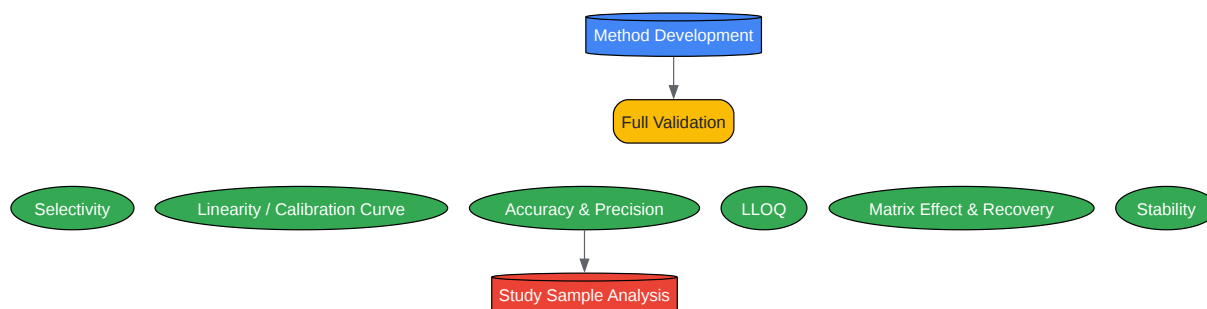 Method Development
Full Validation
Selectivity
Linearity / Calibration Curve
Accuracy & Precision
LLOQ
Matrix Effect & Recovery
Stability
Study Sample Analysis